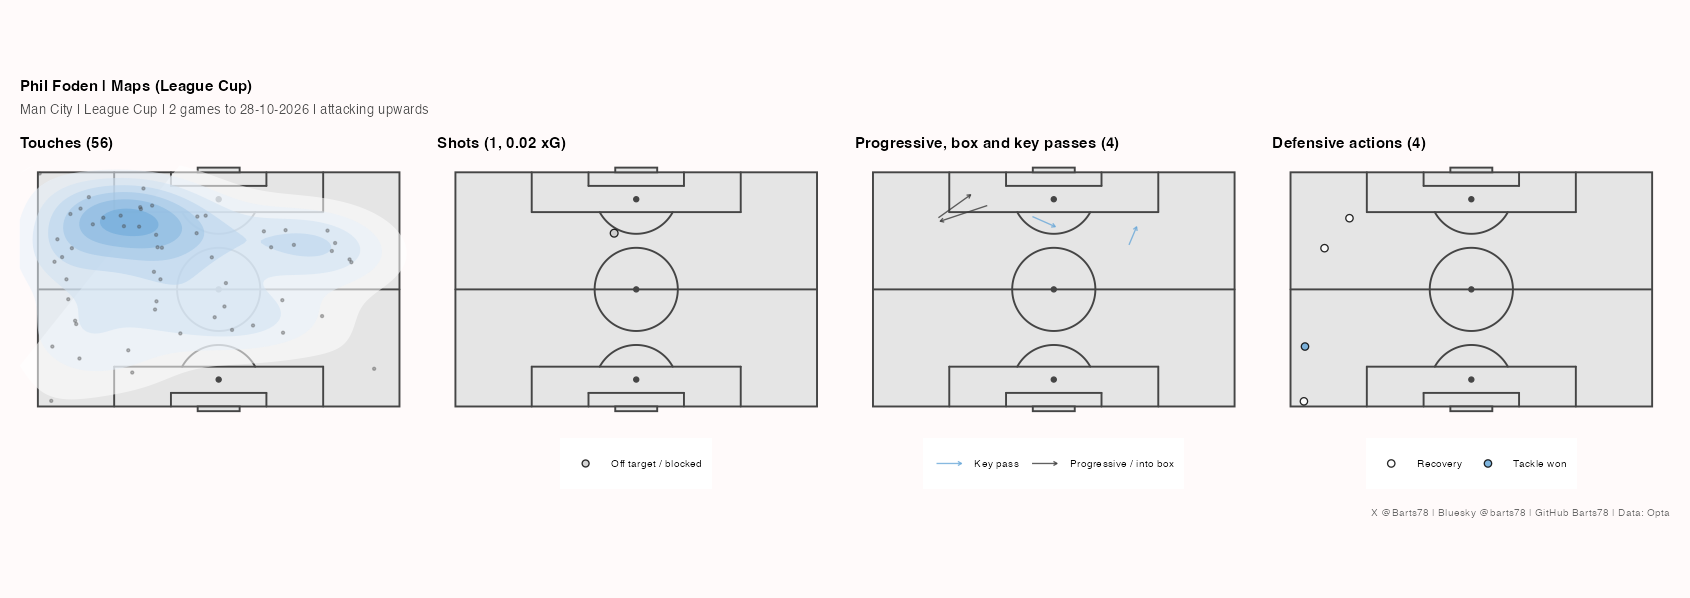 Phil Foden | Maps (League Cup)
Man City | League Cup | 2 games to 28-10-2026 | attacking upwards
Touches (56)
Shots (1, 0.02 xG)
Progressive, box and key passes (4)
Defensive actions (4)
Off target / blocked
Key pass
Progressive / into box
Recovery
Tackle won
X @Barts78 | Bluesky @barts78 | GitHub Barts78 | Data: Opta